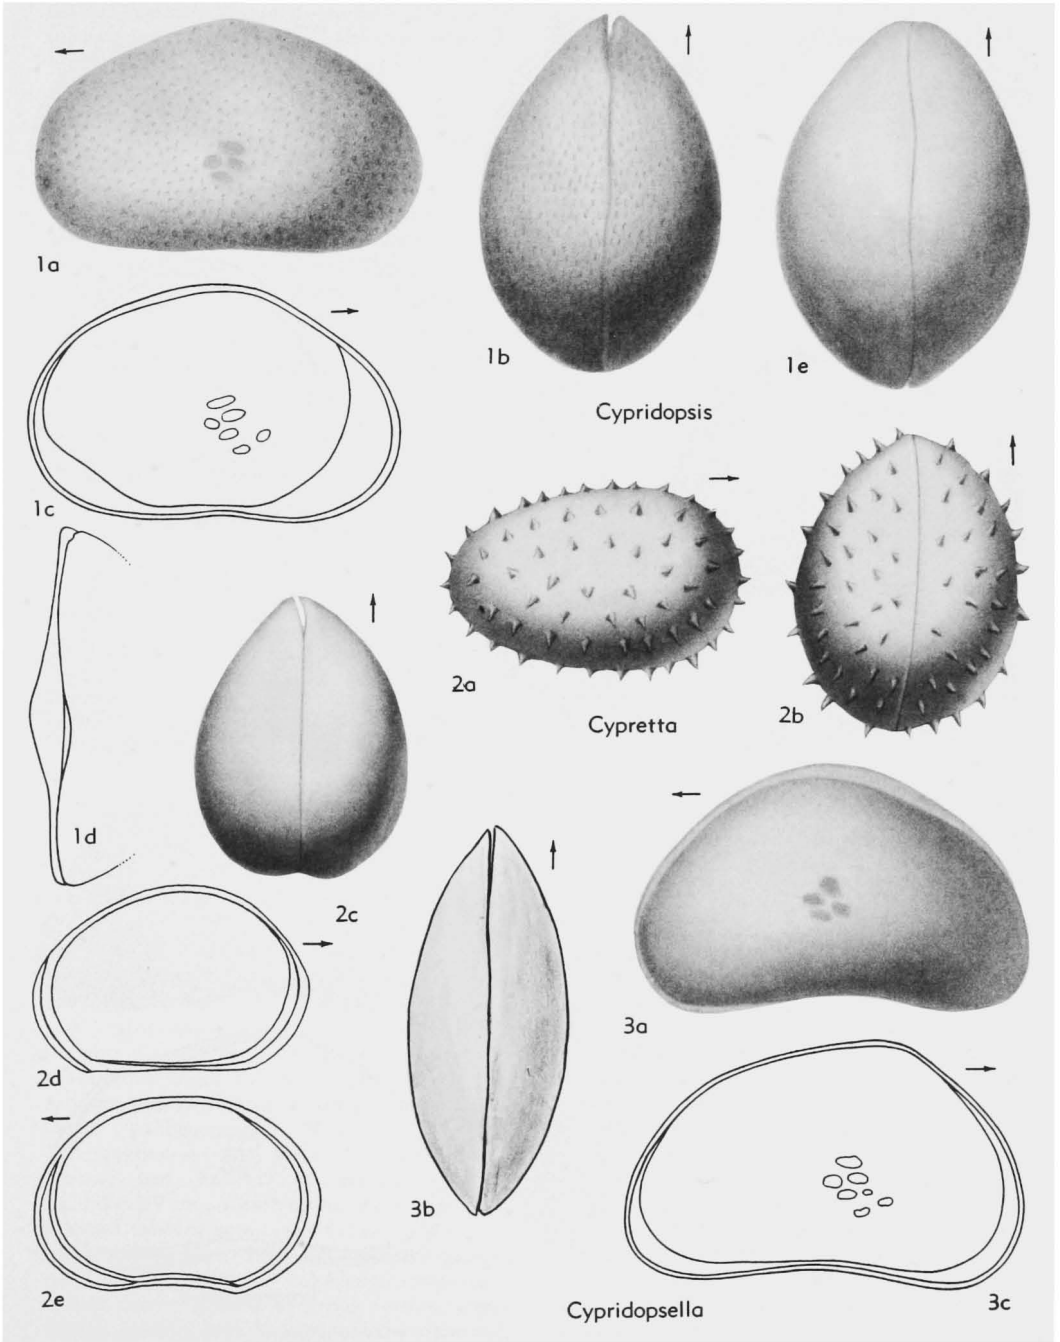 1a
1b
1e
Cypridopsis
1c
2a
2b
Cypretta
1d
2c
3a
2d
3b
2e
3c
Cypridopsella